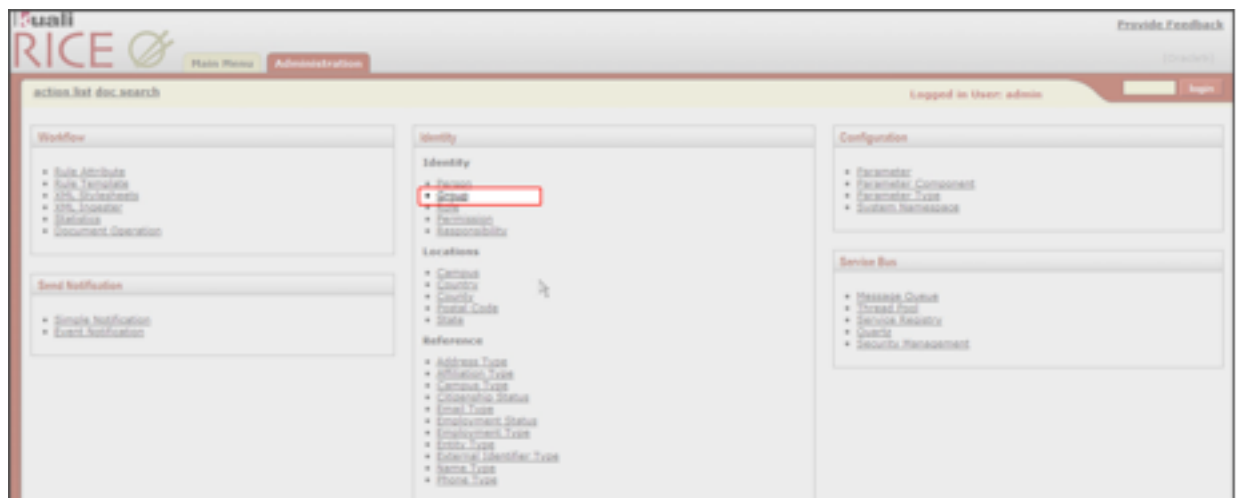 kuali
RICE
Provide Feedback
Main Menu
Administration
action list doc search
Logged in User: admin
login
Workflow
Rule Attribute
Rule Template
XML Stylesheets
XML Ingester
Statistics
Document Operation
Send Notification
Simple Notification
Event Notification
Identity
Identity
Person
Group
Role
Permission
Responsibility
Locations
Campus
Country
County
Postal Code
State
Reference
Address Type
Affiliation Type
Campus Type
Citizenship Status
Email Type
Employment Status
Employment Type
Entity Type
External Identifier Type
Name Type
Phone Type
Configuration
Parameter
Parameter Component
Parameter Type
System Namespace
Service Bus
Message Queue
Thread Pool
Service Registry
Quartz
Security Management